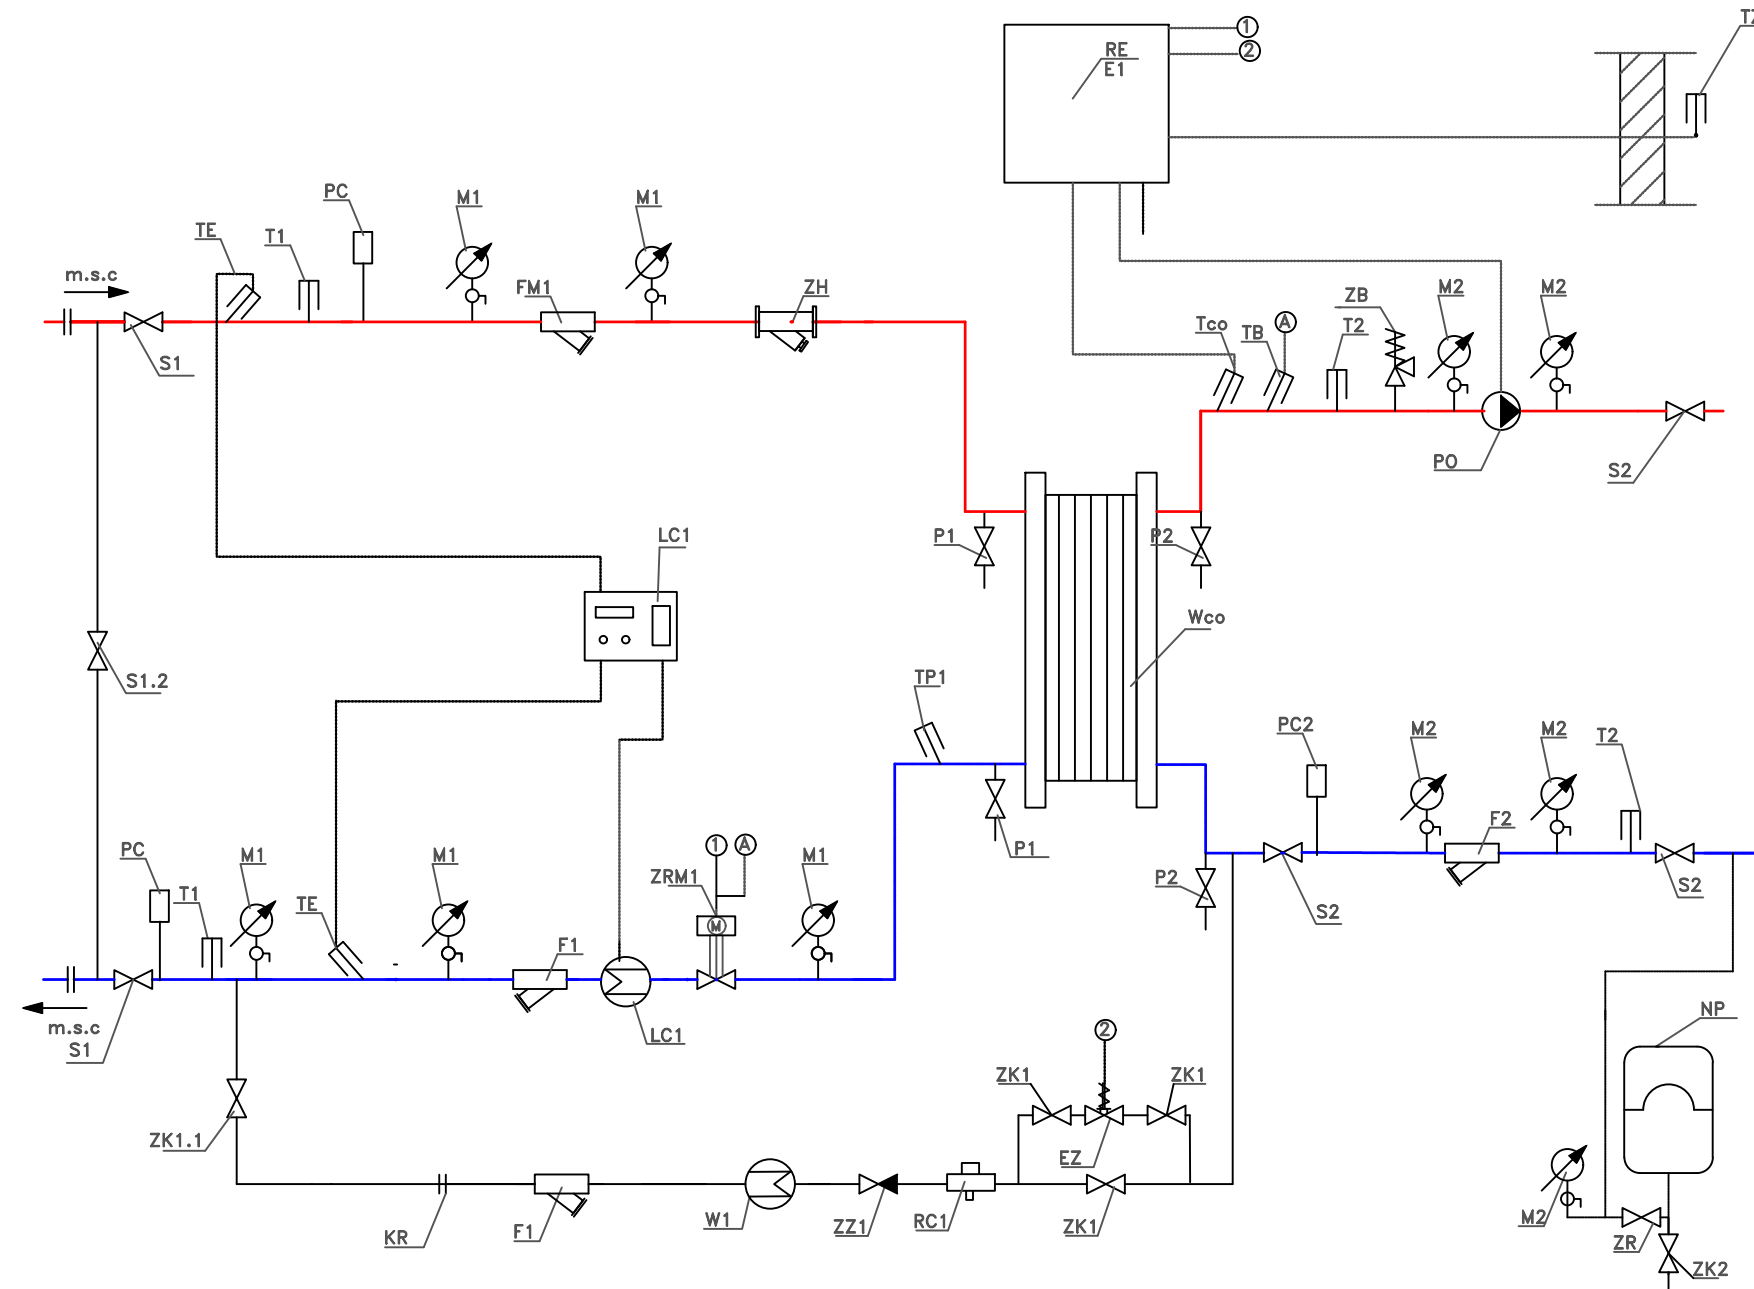 1
RE
2
E1
PC
M1
M1
TE
T1
m.s.c
FM1
ZH
M2
M2
ZB
Tco
A
TB
T2
S1
PO
S2
LC1
P1
P2
Wco
S1.2
TP1
PC2
M2
M2
T2
PC
M1
M1
1
A
M1
P1
F2
T1
TE
ZRM1
M
P2
S2
S2
F1
m.s.c
S1
LC1
NP
2
ZK1
ZK1
ZK1.1
EZ
KR
F1
W1
ZZ1
RC1
ZK1
M2
ZR
ZK2